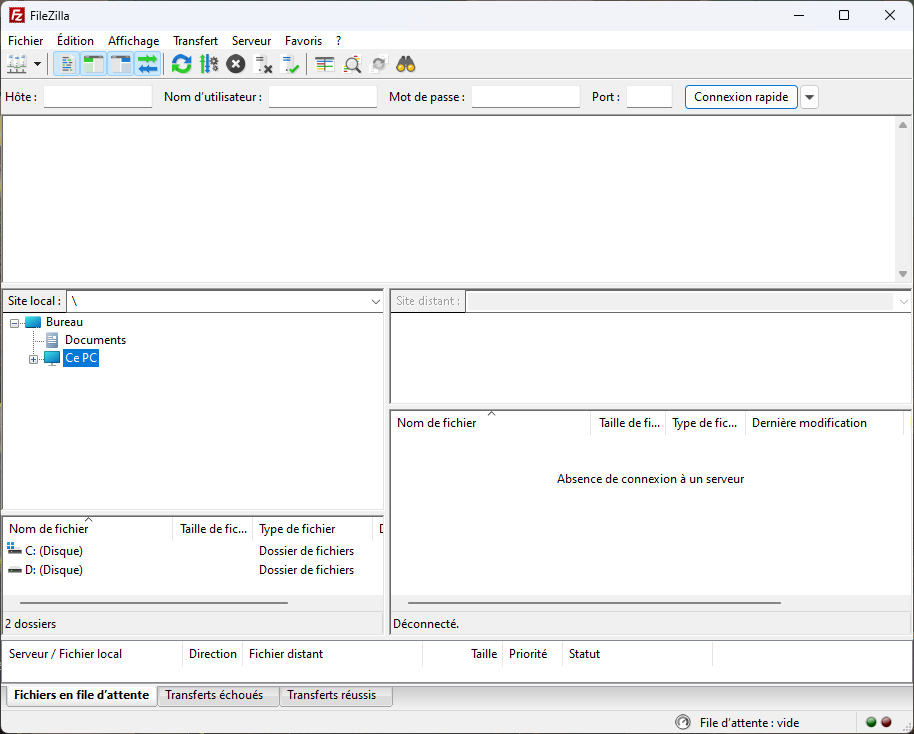 FileZilla
Fichier Édition Affichage Transfert Serveur Favoris ?
Hôte : Nom d'utilisateur : Mot de passe : Port : Connexion rapide
Site local : \
Bureau
Documents
Ce PC
Nom de fichier Taille de fic... Type de fichier D
C: (Disque) Dossier de fichiers
D: (Disque) Dossier de fichiers
2 dossiers
Site distant :
Nom de fichier Taille de fi... Type de fic... Dernière modification
Absence de connexion à un serveur
Déconnecté.
Serveur / Fichier local Direction Fichier distant Taille Priorité Statut
Fichiers en file d'attente Transferts échoués Transferts réussis
File d'attente : vide